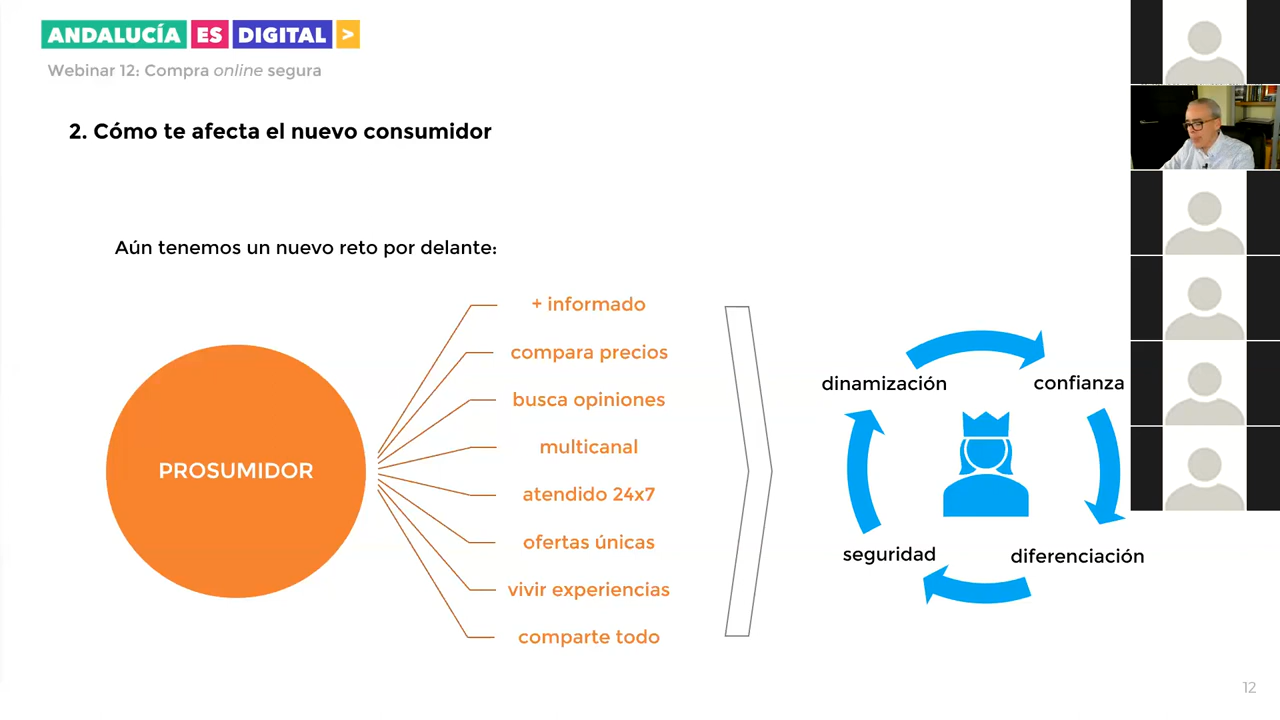 ANDALUCÍA ES DIGITAL >
Webinar 12: Compra online segura
2. Cómo te afecta el nuevo consumidor
Aún tenemos un nuevo reto por delante:
PROSUMIDOR
+ informado
compara precios
busca opiniones
multicanal
atendido 24x7
ofertas únicas
vivir experiencias
comparte todo
dinamización
confianza
seguridad
diferenciación
12